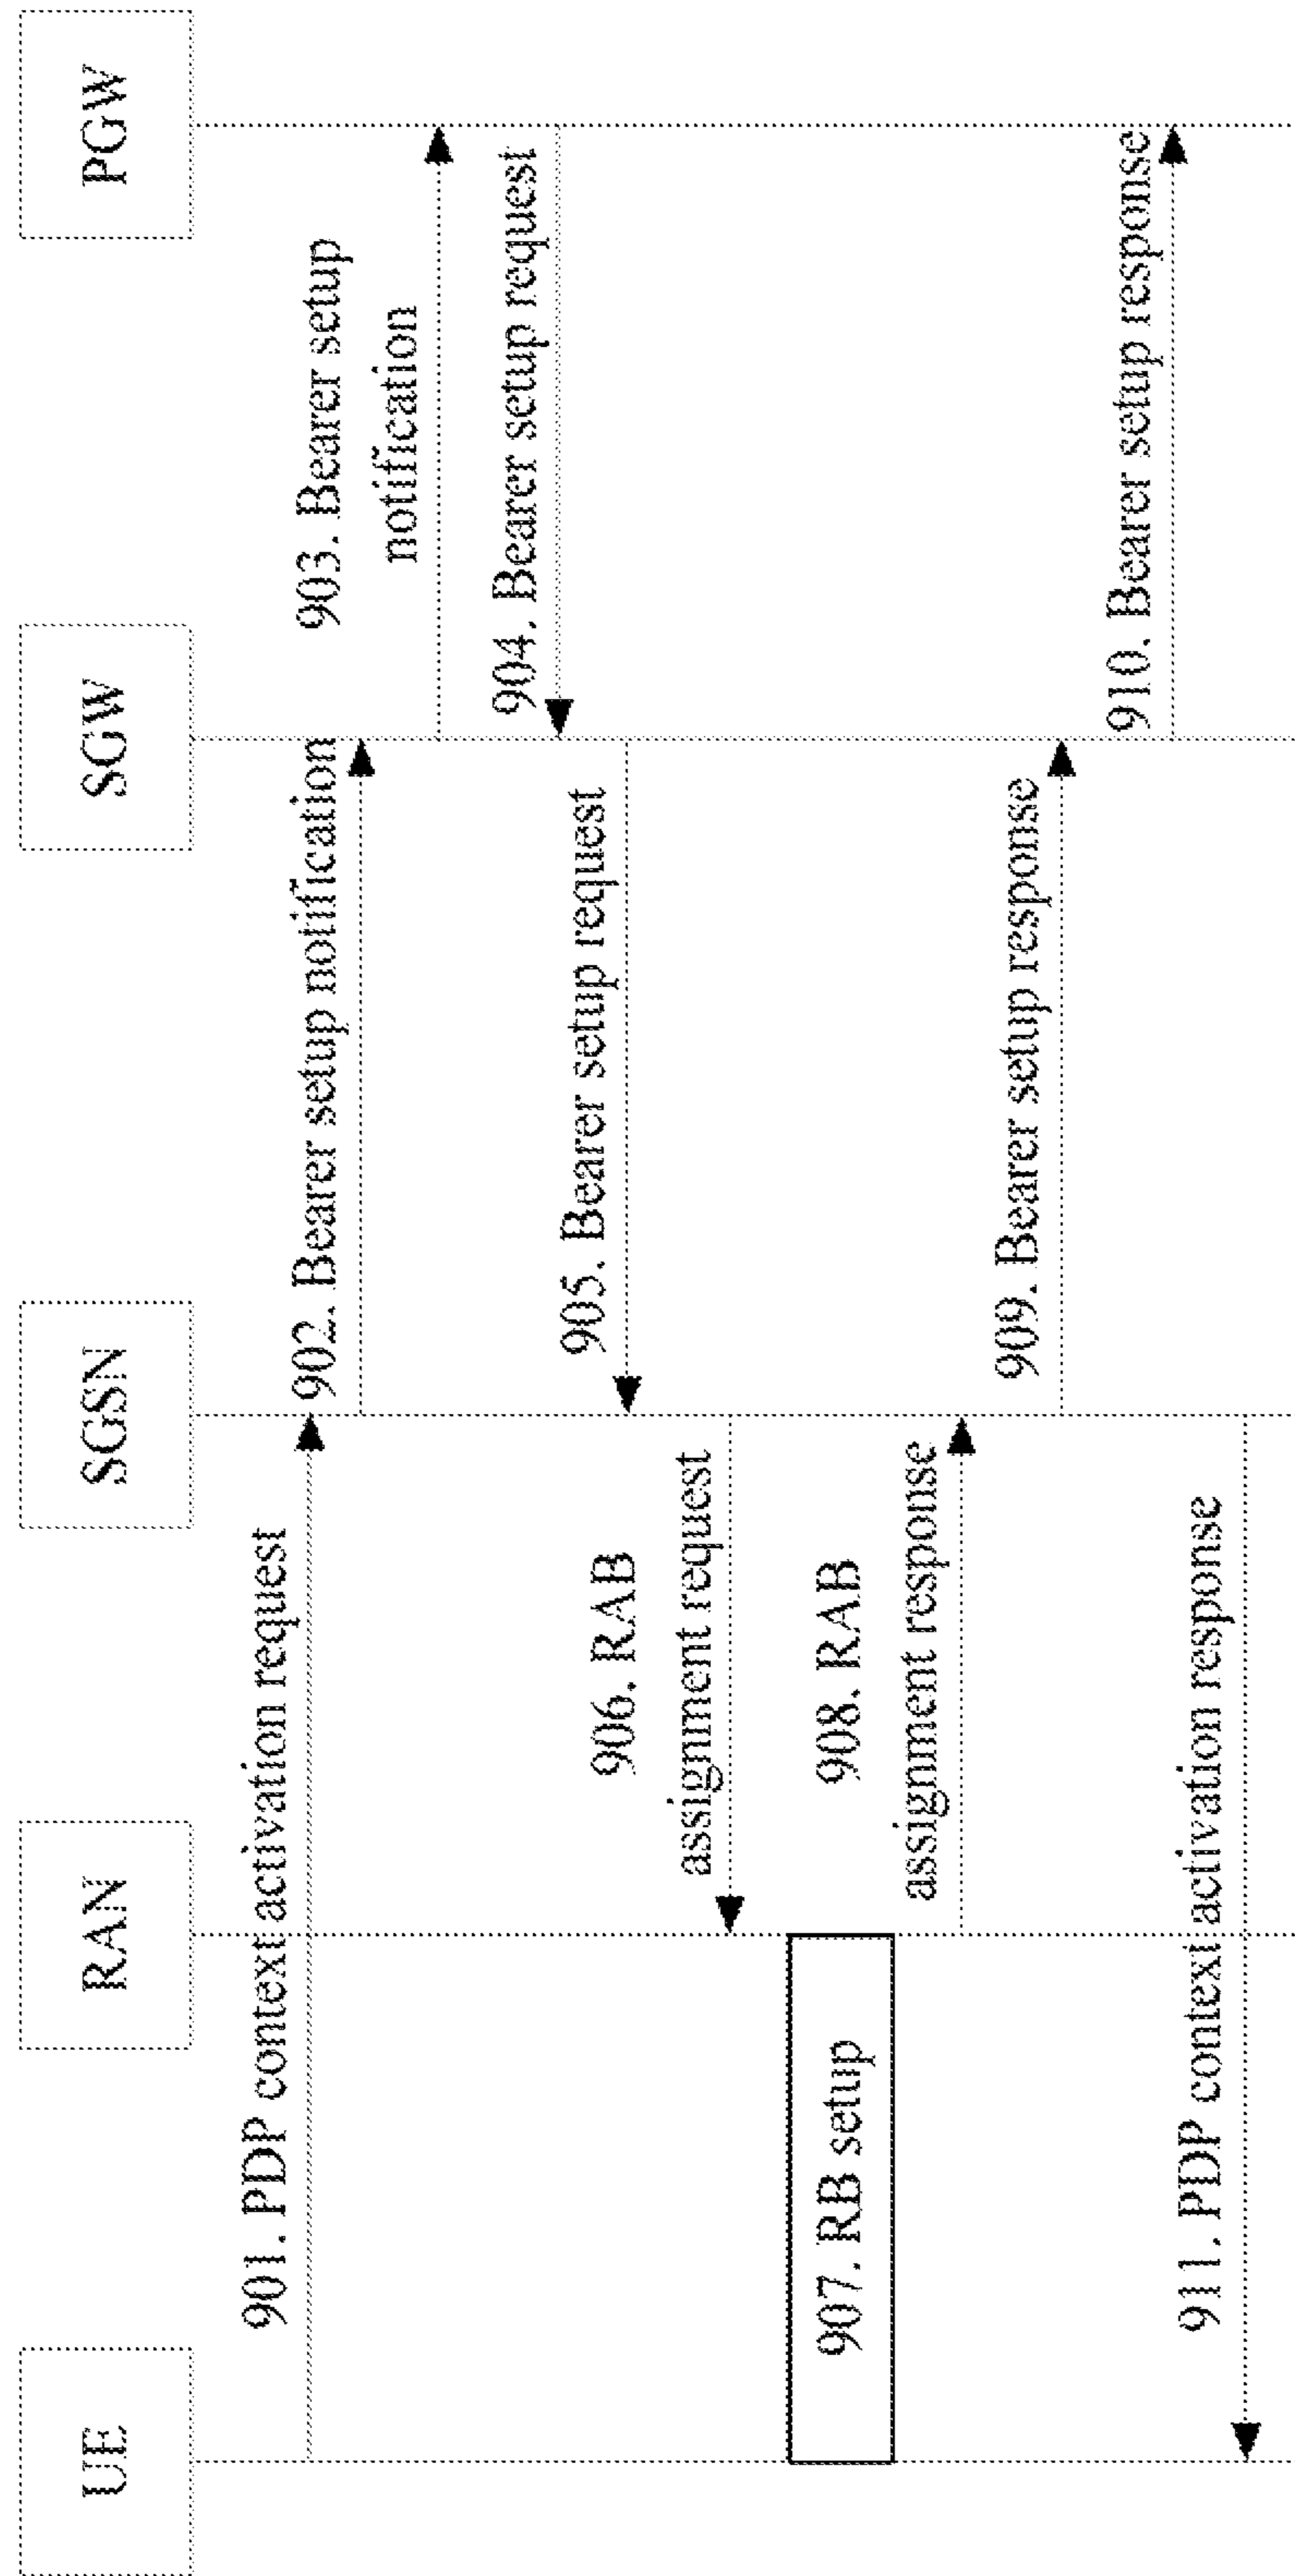 UE
RAN
SGSN
SGW
PGW
901. PDP context activation request
902. Bearer setup notification
903. Bearer setup
notification
904. Bearer setup request
905. Bearer setup request
906. RAB
assignment request
907. RB setup
908. RAB
assignment response
909. Bearer setup response
910. Bearer setup response
911. PDP context activation response